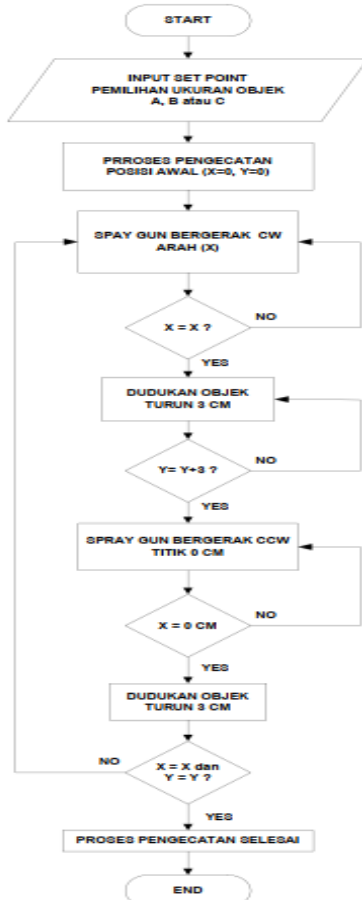 START
INPUT SET POINT
PEMILIHAN UKURAN OBJEK
A, B atau C
PRROSES PENGECATAN
POSISI AWAL (X=0, Y=0)
SPAY GUN BERGERAK CW
ARAH (X)
X = X ?
NO
YES
DUDUKAN OBJEK
TURUN 3 CM
Y= Y+3 ?
NO
YES
SPRAY GUN BERGERAK CCW
TITIK 0 CM
X = 0 CM
NO
YES
DUDUKAN OBJEK
TURUN 3 CM
NO
X = X dan
Y = Y ?
YES
PROSES PENGECATAN SELESAI
END